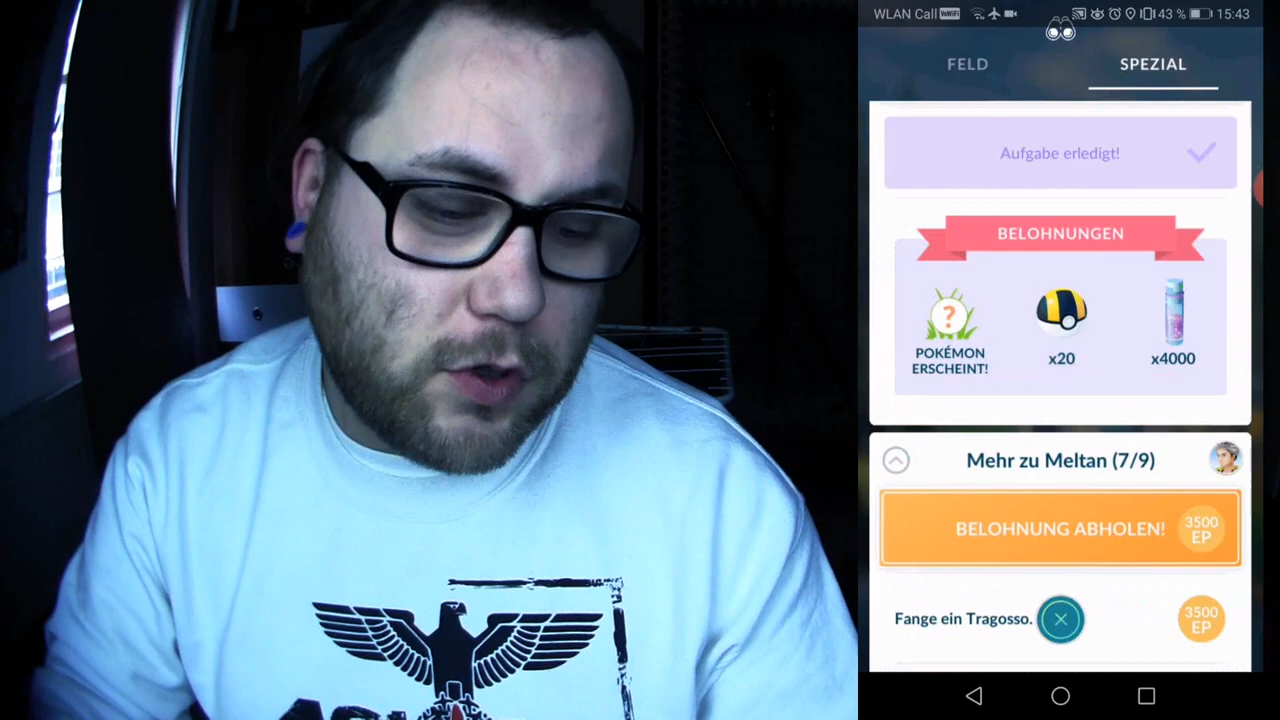 WLAN Call VoWiFi 43 % 15:43
FELD SPEZIAL
Aufgabe erledigt!
BELOHNUNGEN
?
POKÉMON
ERSCHEINT!
x20
x4000
Mehr zu Meltan (7/9)
BELOHNUNG ABHOLEN!
3500
EP
Fange ein Tragosso.
3500
EP